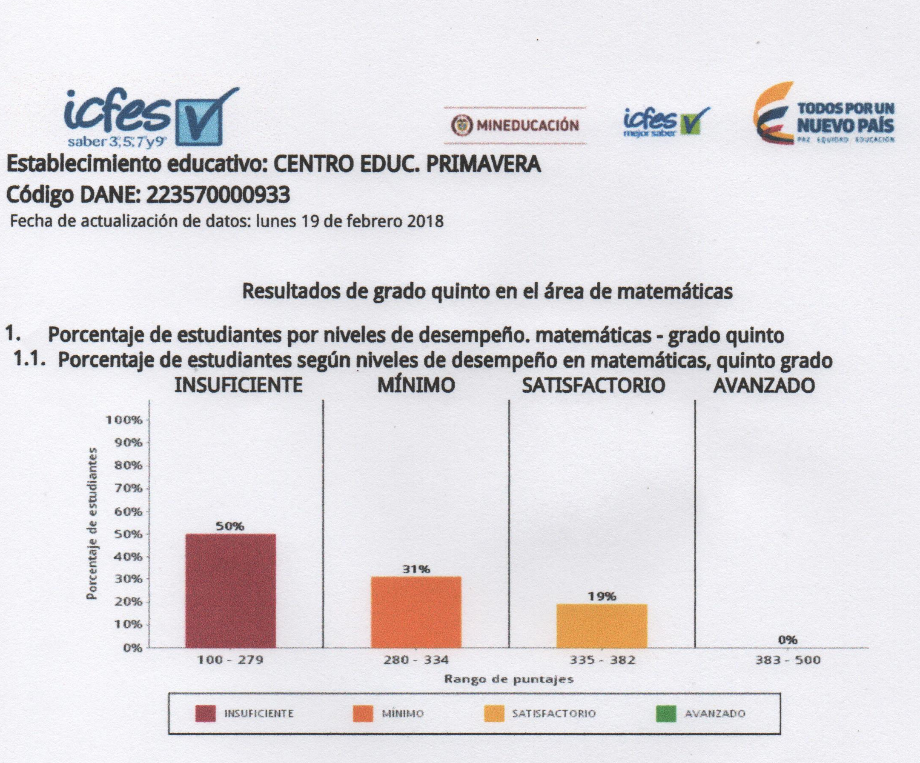 icfes
saber 3°, 5°, 7° y 9°
MINEDUCACIÓN
icfes
mejor saber
TODOS POR UN
NUEVO PAÍS
PAZ EQUIDAD EDUCACIÓN
Establecimiento educativo: CENTRO EDUC. PRIMAVERA
Código DANE: 223570000933
Fecha de actualización de datos: lunes 19 de febrero 2018
Resultados de grado quinto en el área de matemáticas
1. Porcentaje de estudiantes por niveles de desempeño. matemáticas - grado quinto
1.1. Porcentaje de estudiantes según niveles de desempeño en matemáticas, quinto grado
INSUFICIENTE MÍNIMO SATISFACTORIO AVANZADO
Porcentaje de estudiantes
100%
90%
80%
70%
60%
50%
40%
30%
20%
10%
0%
50%
31%
19%
0%
100 - 279 280 - 334 335 - 382 383 - 500
Rango de puntajes
INSUFICIENTE MÍNIMO SATISFACTORIO AVANZADO